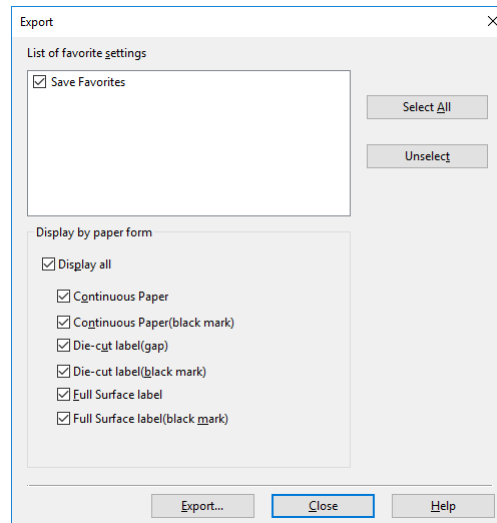 Export
List of favorite settings
Save Favorites
Select All
Unselect
Display by paper form
Display all
Continuous Paper
Continuous Paper(black mark)
Die-cut label(gap)
Die-cut label(black mark)
Full Surface label
Full Surface label(black mark)
Export... Close Help